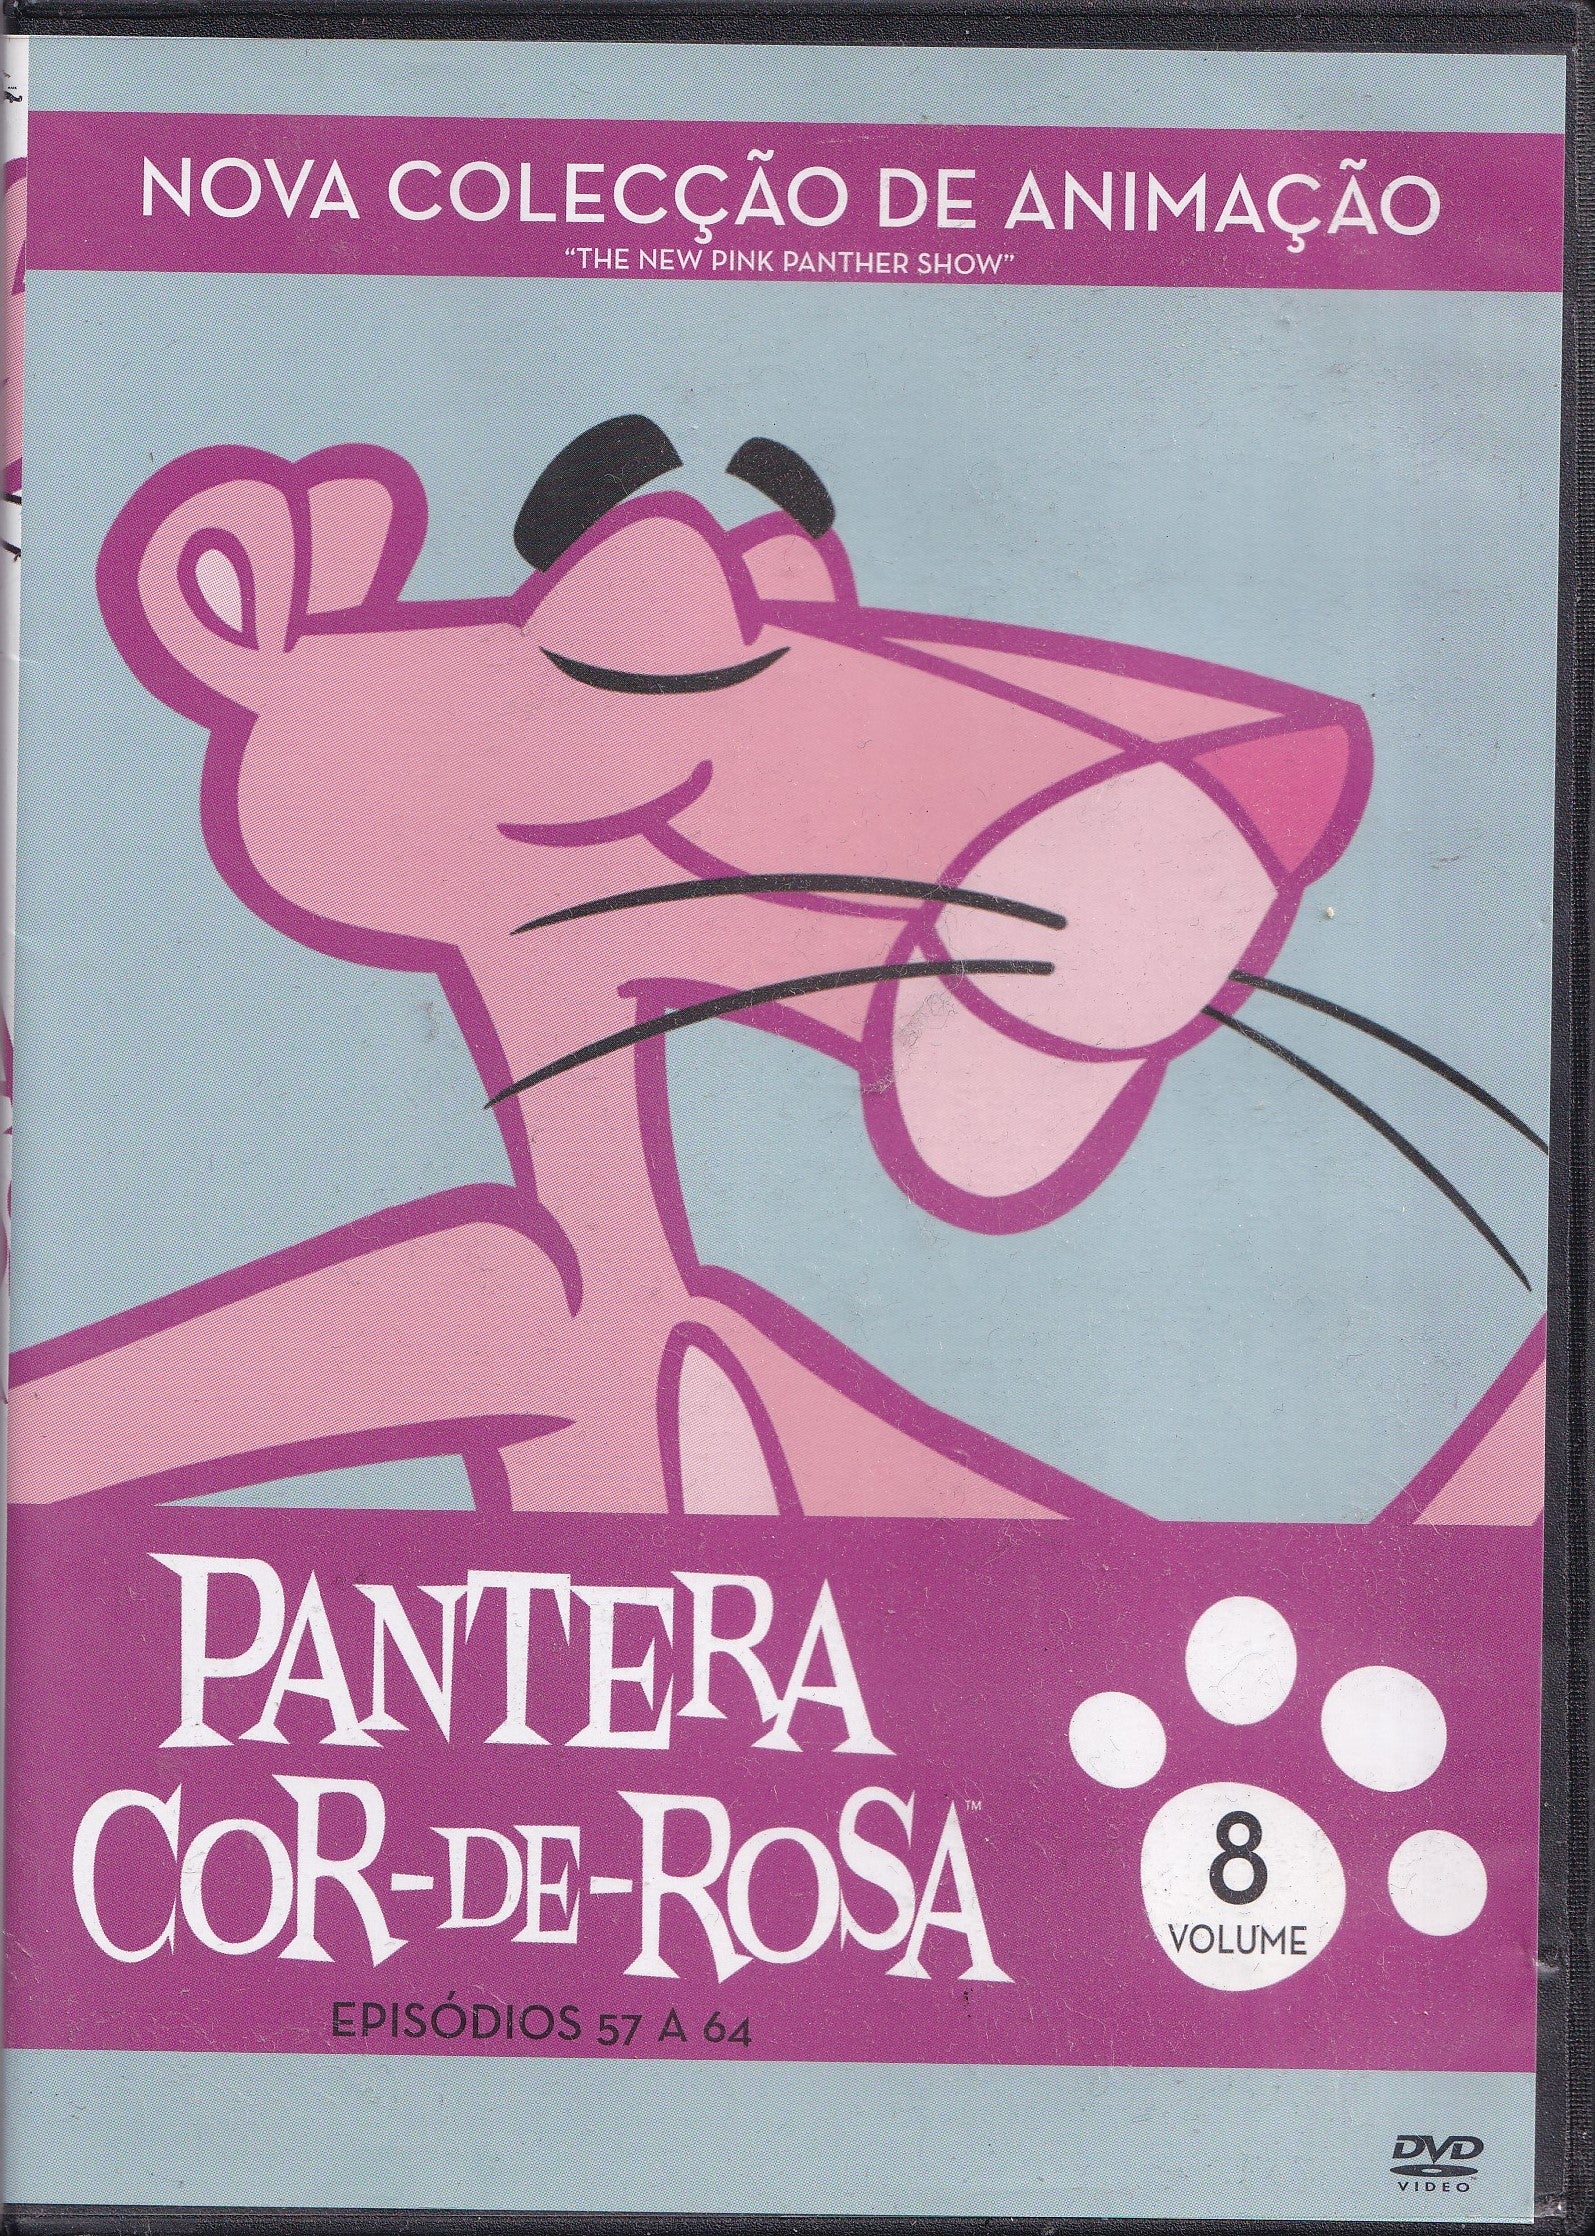 NOVA COLECÇÃO DE ANIMAÇÃO
“THE NEW PINK PANTHER SHOW”
PANTERA
COR-DE-ROSA™
EPISÓDIOS 57 A 64
8
VOLUME
DVD
VIDEO